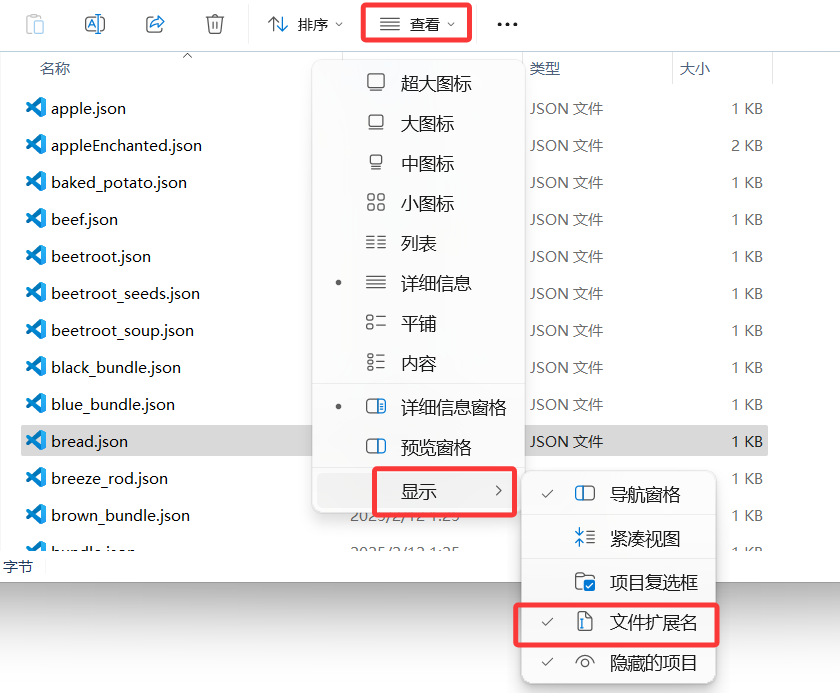 排序
查看
名称
类型
大小
apple.json
JSON 文件
1 KB
appleEnchanted.json
JSON 文件
2 KB
baked_potato.json
JSON 文件
1 KB
beef.json
JSON 文件
1 KB
beetroot.json
JSON 文件
1 KB
beetroot_seeds.json
JSON 文件
1 KB
beetroot_soup.json
JSON 文件
1 KB
black_bundle.json
JSON 文件
1 KB
blue_bundle.json
JSON 文件
1 KB
bread.json
JSON 文件
1 KB
breeze_rod.json
1 KB
brown_bundle.json
2025/2/12 1:25
1 KB
bundle.json
2025/2/12 1:25
1 KB
字节
超大图标
大图标
中图标
小图标
列表
详细信息
平铺
内容
详细信息窗格
预览窗格
显示
导航窗格
紧凑视图
项目复选框
文件扩展名
隐藏的项目